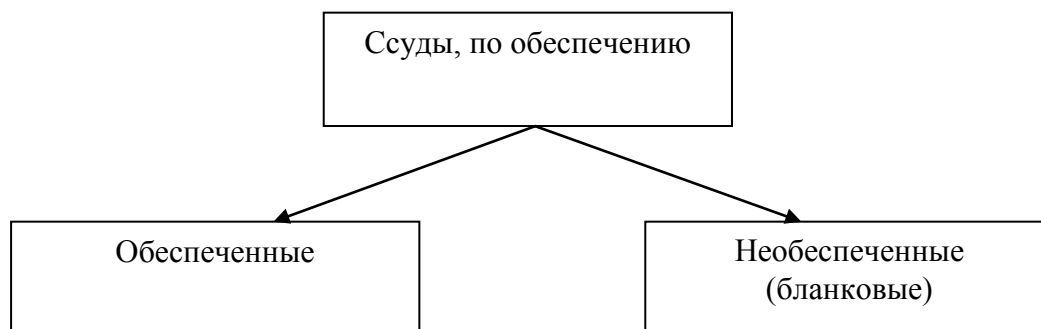 Ссуды, по обеспечению
Обеспеченные
Необеспеченные
(бланковые)